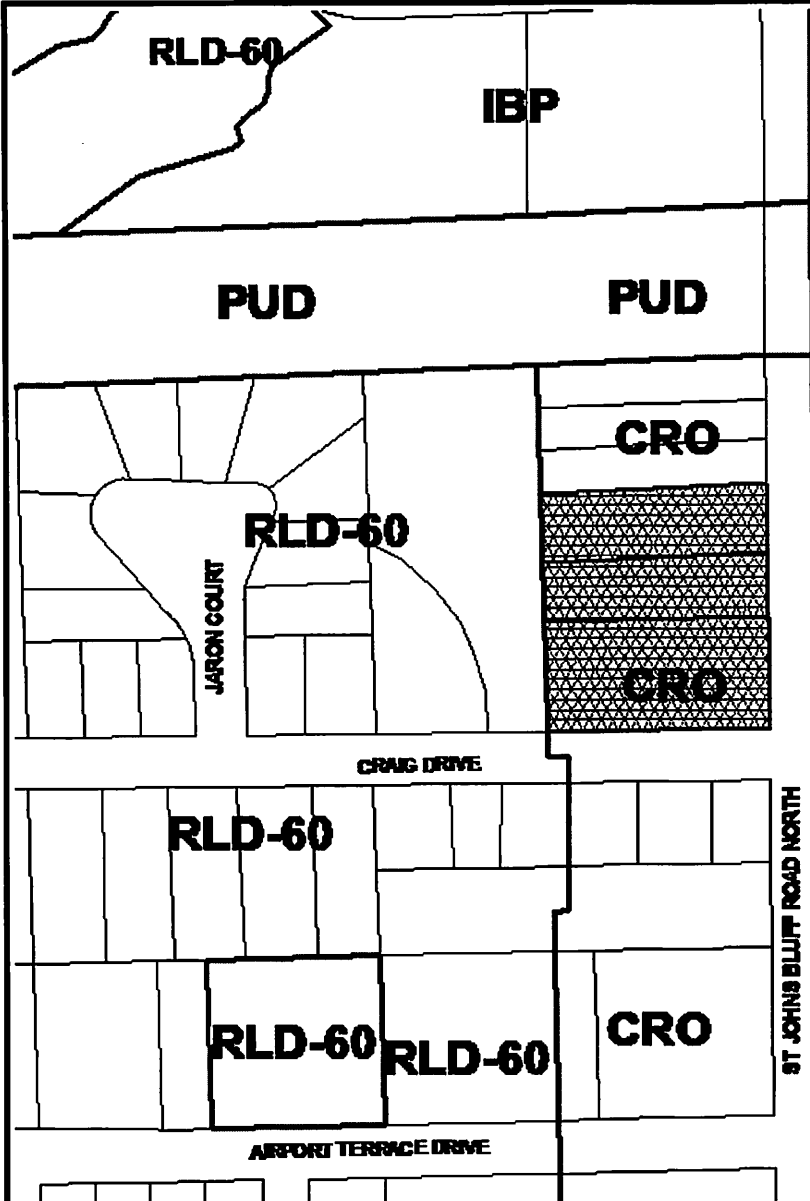 RLD-60
IBP
PUD
PUD
CRO
RLD-60
JARON COURT
CRO
CRAIG DRIVE
RLD-60
ST JOHNS BLUFF ROAD NORTH
RLD-60
RLD-60
CRO
AIRPORT TERRACE DRIVE